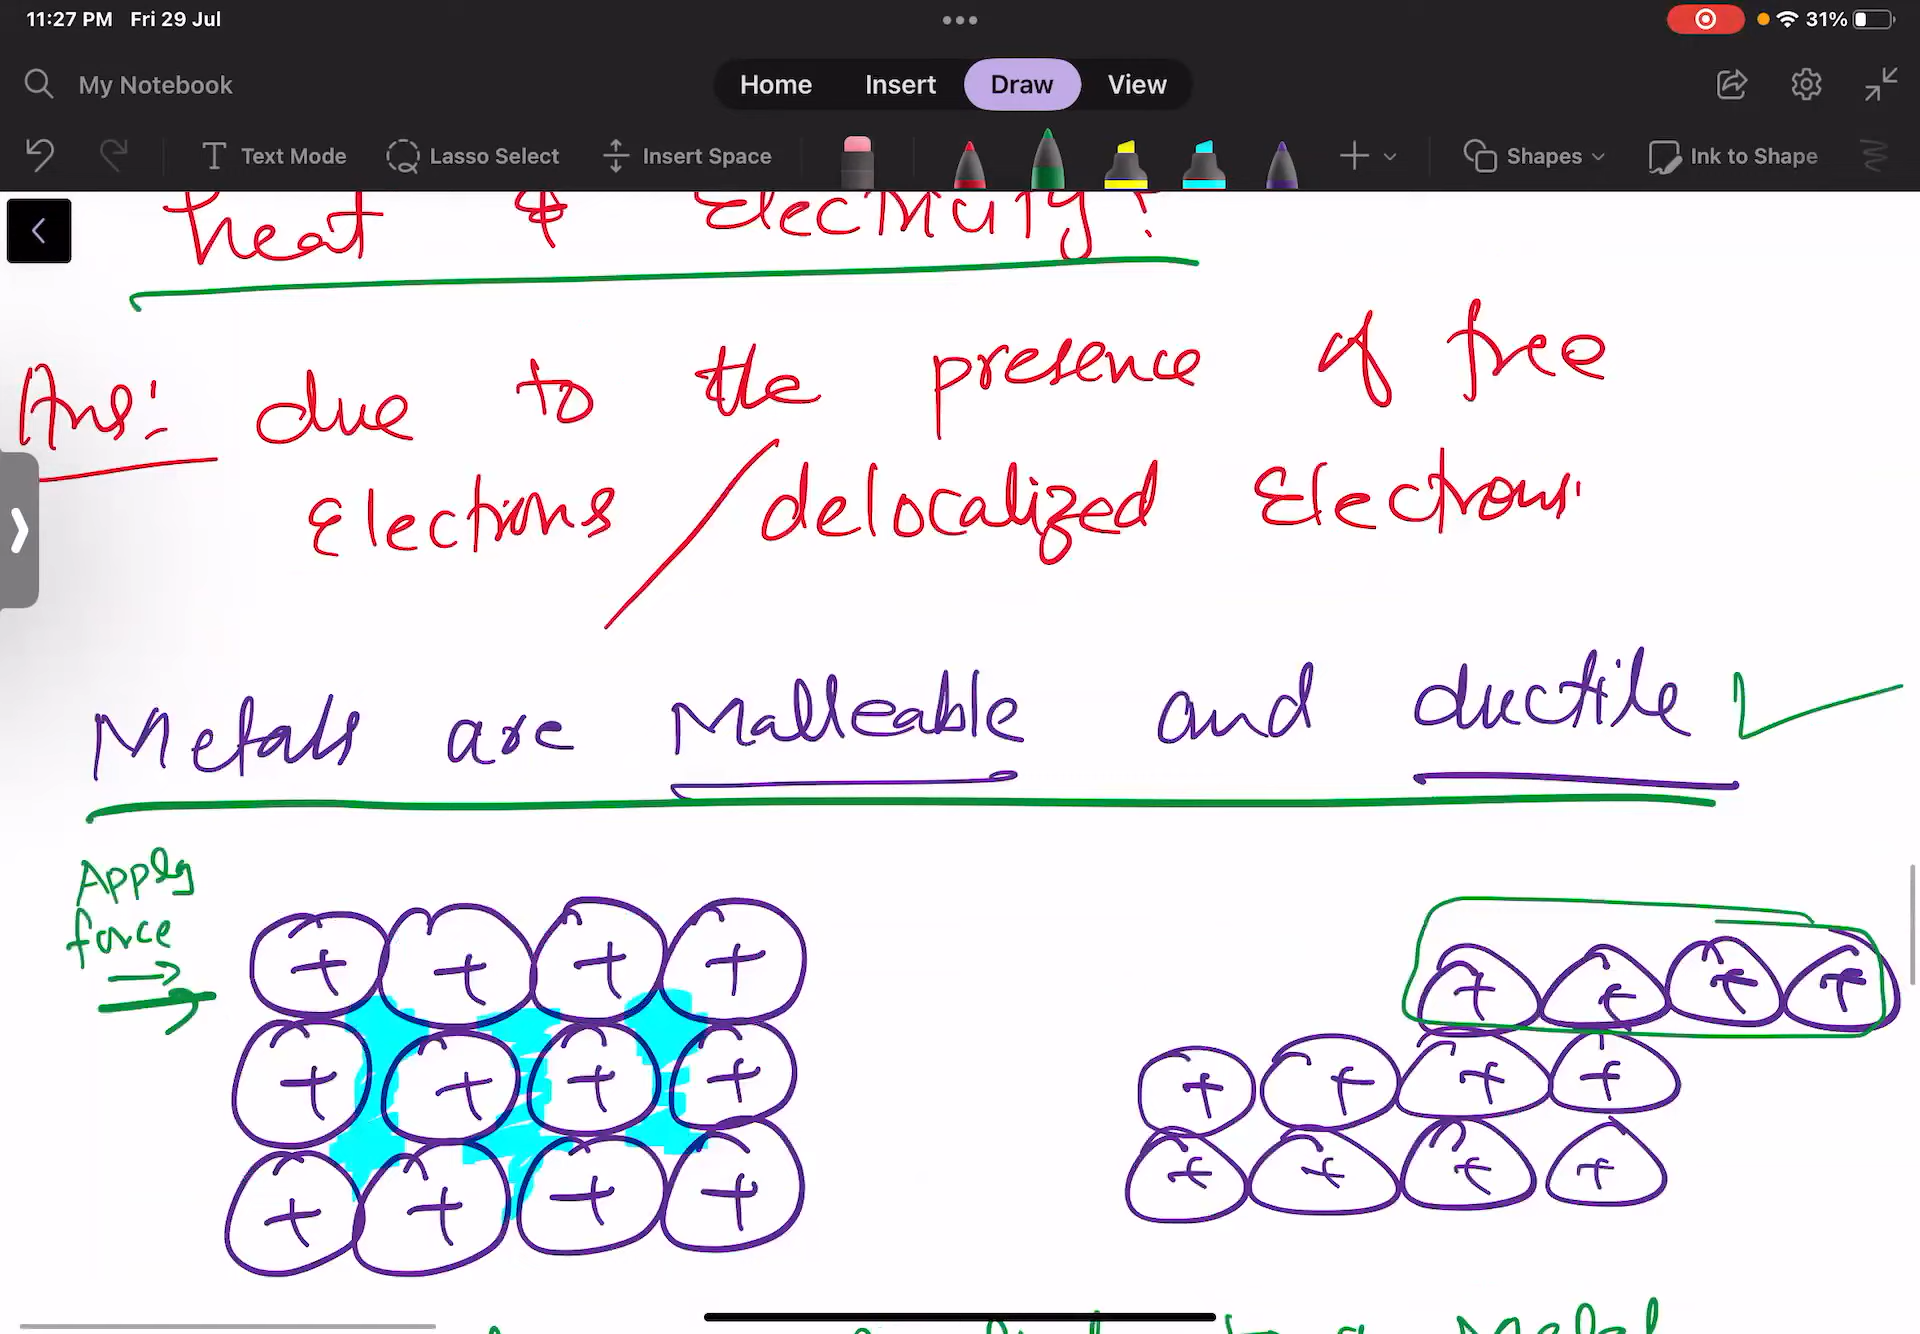 11:27 PM Fri 29 Jul
31%
My Notebook
Home Insert Draw View
Text Mode Lasso Select Insert Space Shapes Ink to Shape
heat & Electricity?
Ans: due to the presence of free
Electrons / delocalized Electrons
Metals are Malleable and ductile
Apply
force
+ + + +
+ + + +
+ + + +
+ + + +
+ + + +
+ + + +
to a Metal